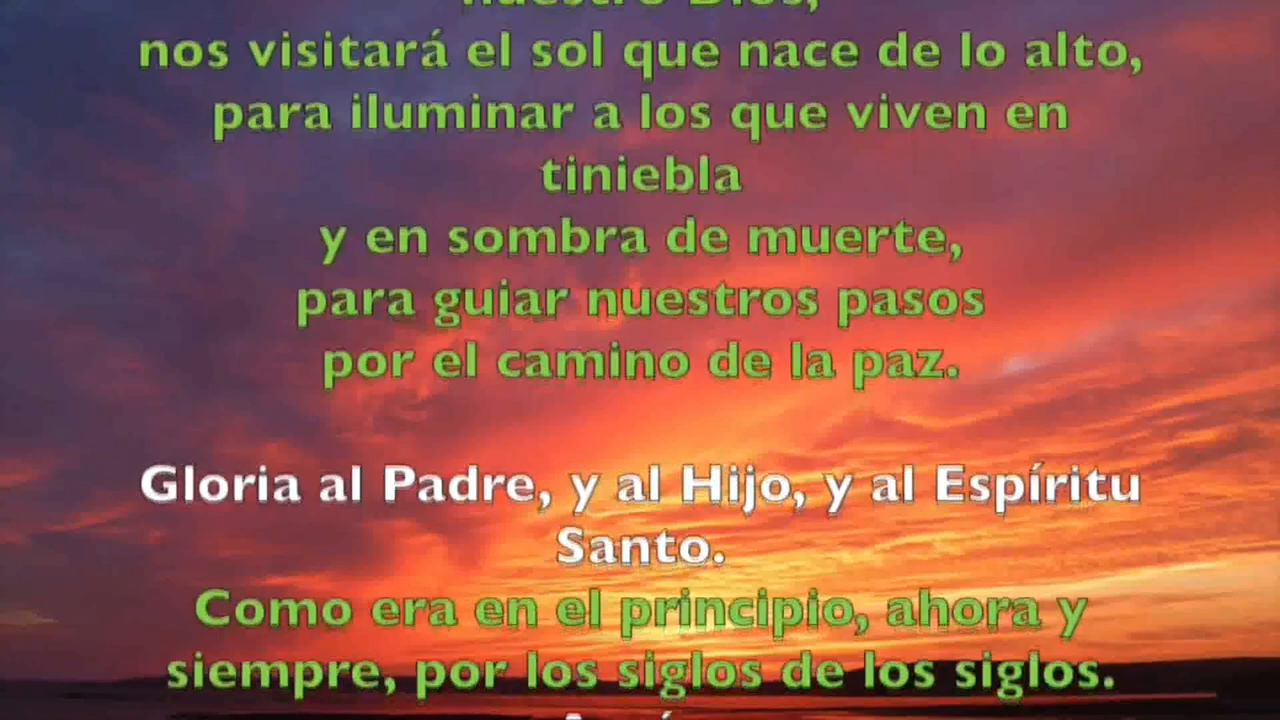 nuestro Dios,
nos visitará el sol que nace de lo alto,
para iluminar a los que viven en
tiniebla
y en sombra de muerte,
para guiar nuestros pasos
por el camino de la paz.
Gloria al Padre, y al Hijo, y al Espíritu
Santo.
Como era en el principio, ahora y
siempre, por los siglos de los siglos.